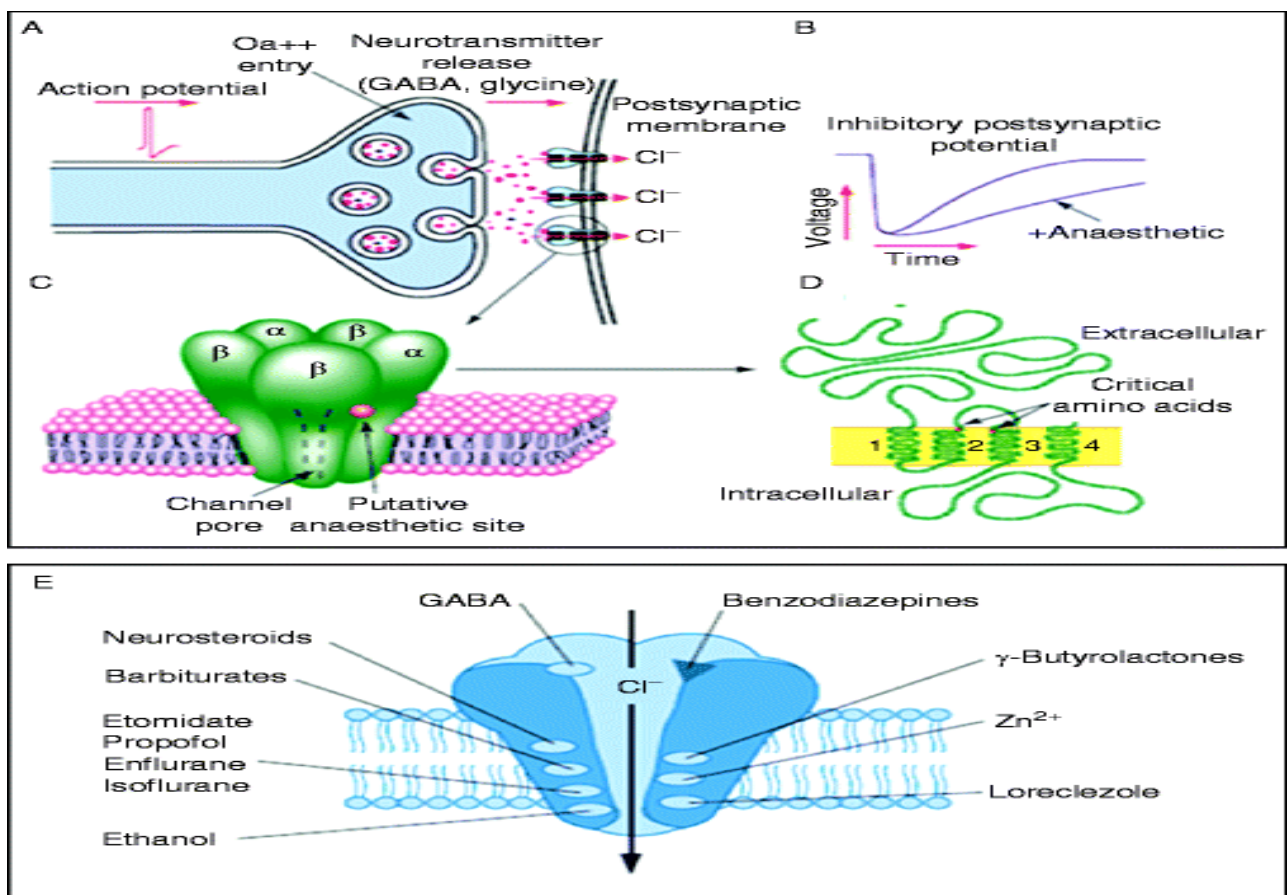 A
Oa++
entry
Neurotransmitter
release
(GABA, glycine)
Action potential
Postsynaptic
membrane
Cl⁻
Cl⁻
Cl⁻
B
Inhibitory postsynaptic
potential
Voltage
+Anaesthetic
Time
C
α
β
β
β
α
Channel
pore
Putative
anaesthetic site
D
Extracellular
Critical
amino acids
1
2
3
4
Intracellular
E
GABA
Benzodiazepines
Neurosteroids
γ-Butyrolactones
Barbiturates
Cl⁻
Etomidate
Propofol
Enflurane
Isoflurane
Zn²⁺
Loreclezole
Ethanol